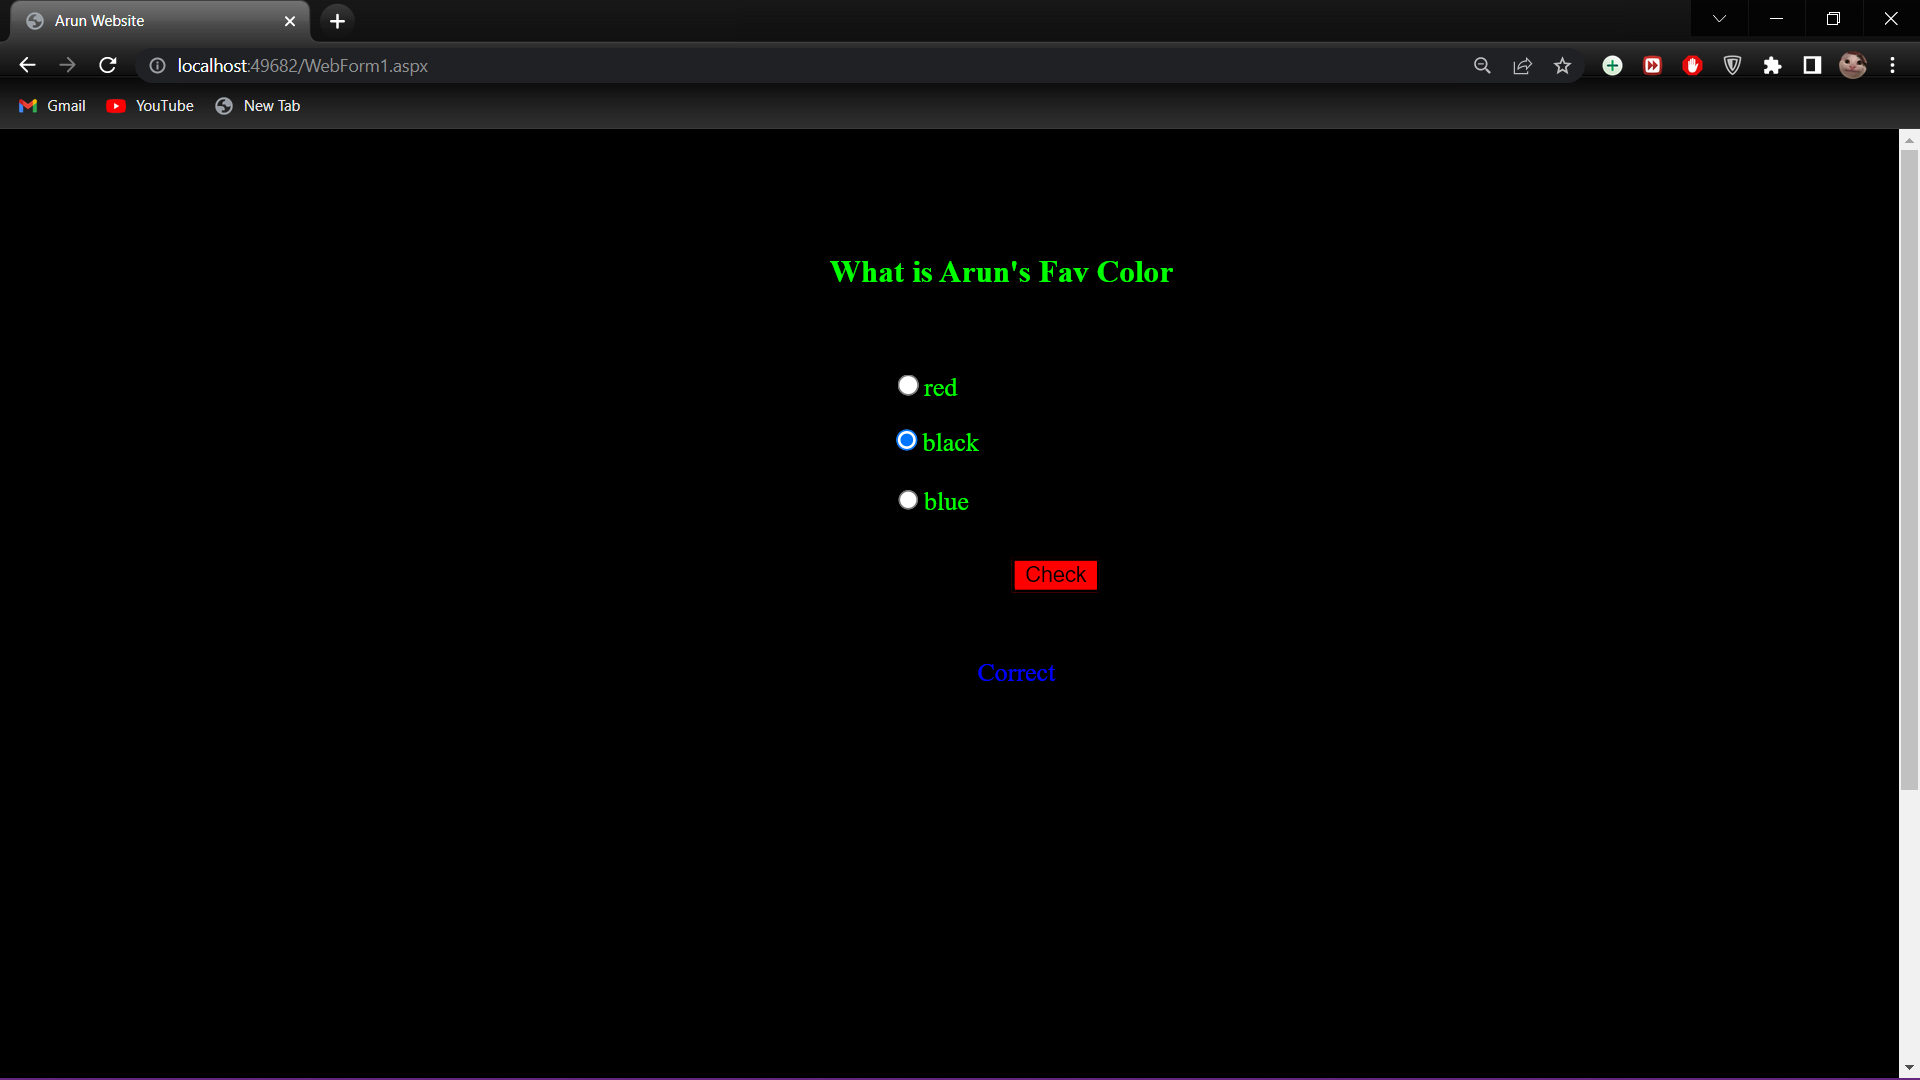 Arun Website
localhost:49682/WebForm1.aspx
Gmail YouTube New Tab
What is Arun's Fav Color
red
black
blue
Check
Correct